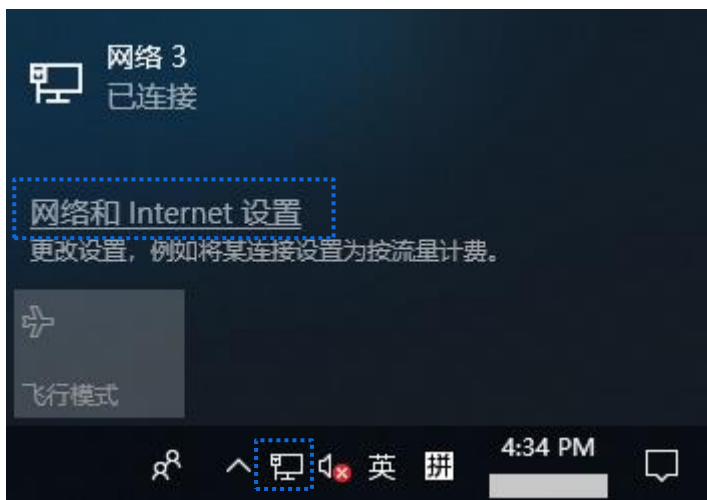 网络 3
已连接
网络和 Internet 设置
更改设置，例如将某连接设置为按流量计费。
飞行模式
英
拼
4:34 PM